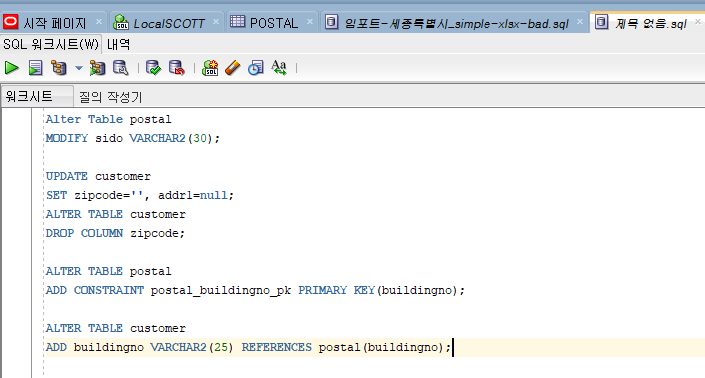 시작 페이지
LocalSCOTT
POSTAL
임포트-세종특별시_simple-xlsx-bad.sql
제목 없음.sql
SQL 워크시트(W) 내역
워크시트 질의 작성기
Alter Table postal
MODIFY sido VARCHAR2(30);
UPDATE customer
SET zipcode='', addr1=null;
ALTER TABLE customer
DROP COLUMN zipcode;
ALTER TABLE postal
ADD CONSTRAINT postal_buildingno_pk PRIMARY KEY(buildingno);
ALTER TABLE customer
ADD buildingno VARCHAR2(25) REFERENCES postal(buildingno);